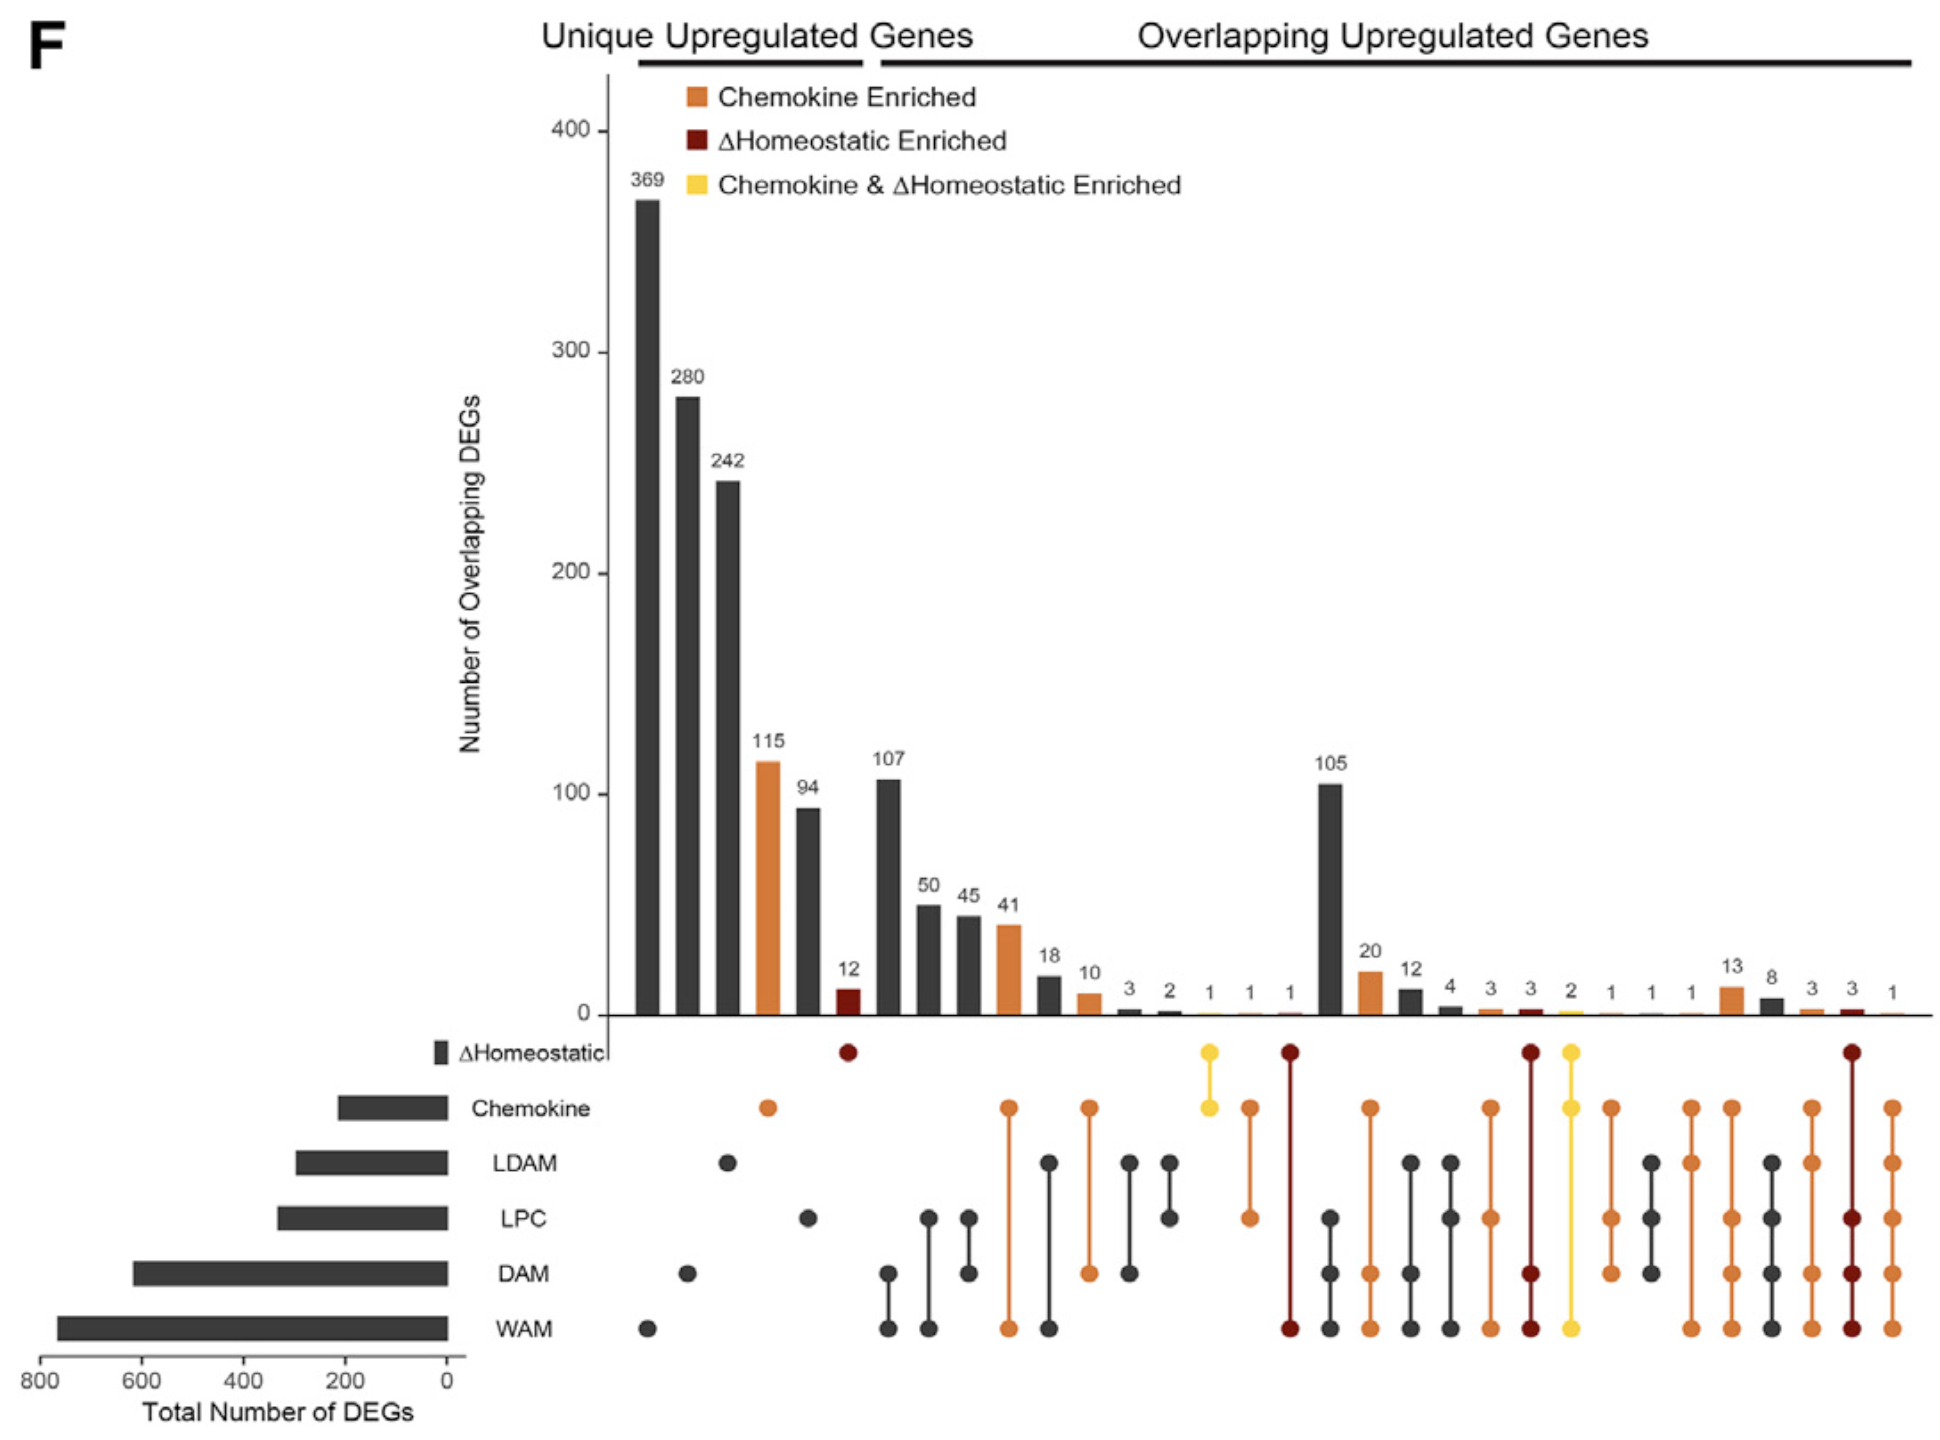 F
Unique Upregulated Genes
Overlapping Upregulated Genes
Chemokine Enriched
ΔHomeostatic Enriched
Chemokine & ΔHomeostatic Enriched
Nuumber of Overlapping DEGs
400
300
200
100
0
369
280
242
115
94
12
107
50
45
41
18
10
3
2
1
1
1
105
20
12
4
3
3
2
1
1
1
13
8
3
3
1
ΔHomeostatic
Chemokine
LDAM
LPC
DAM
WAM
800 600 400 200 0
Total Number of DEGs